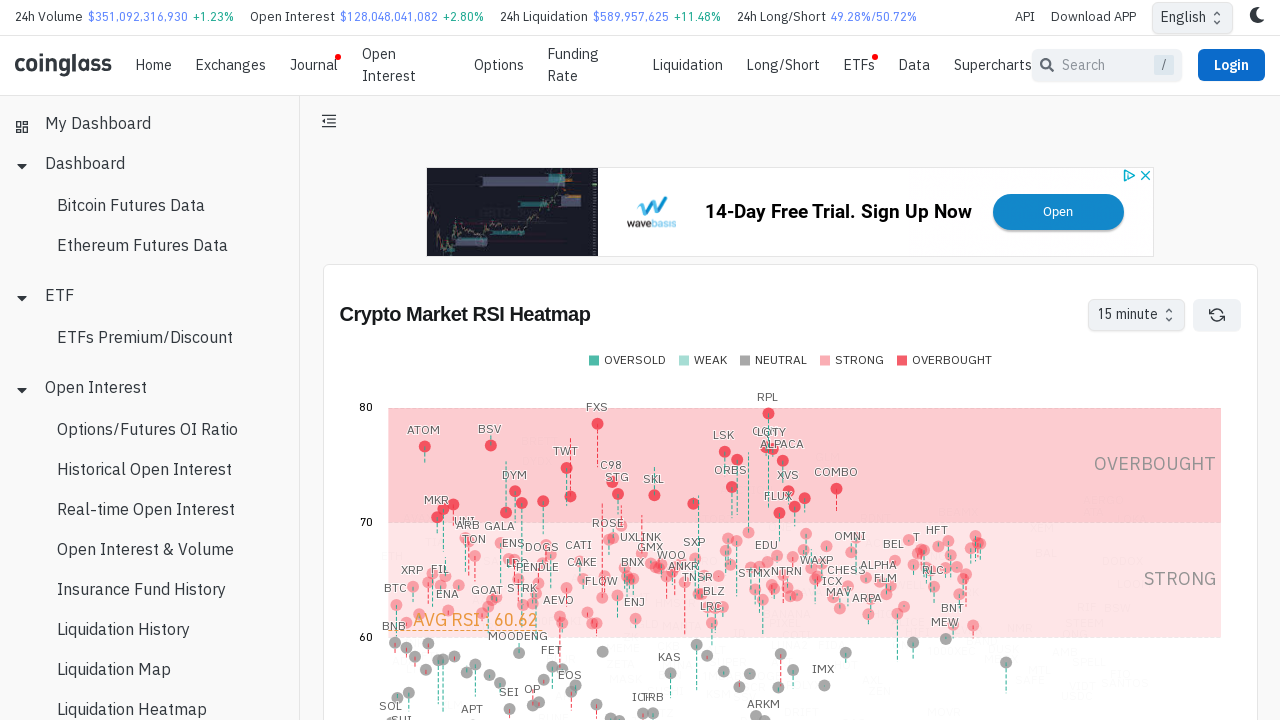 24h Volume $351,092,316,930 +1.23% Open Interest $128,048,041,082 +2.80% 24h Liquidation $589,957,625 +11.48% 24h Long/Short 49.28%/50.72% API Download APP English
coinglass Home Exchanges Journal Open Interest Options Funding Rate Liquidation Long/Short ETFs Data Supercharts Search / Login
My Dashboard
Dashboard
Bitcoin Futures Data
Ethereum Futures Data
ETF
ETFs Premium/Discount
Open Interest
Options/Futures OI Ratio
Historical Open Interest
Real-time Open Interest
Open Interest & Volume
Insurance Fund History
Liquidation History
Liquidation Map
Liquidation Heatmap
wavebasis
14-Day Free Trial. Sign Up Now
Open
Crypto Market RSI Heatmap
15 minute
OVERSOLD WEAK NEUTRAL STRONG OVERBOUGHT
80
RPL
FXS
ATOM BSV LSK LQTY
ALPACA
TWT C98 ORBS
DYM STG SKL XVS COMBO
MKR FLUX
OVERBOUGHT
70
ARB GALA ROSE
TON ENS DOGS CATI UXLINK GMX SXP EDU OMNI BEL T HFT
XRP FIL PENDLE CAKE BNX WOO ANKR WAXP
TNSR STMX NTRN CHESS ALPHA RLC
BTC ENA GOAT STRK FLOW BLZ ICX FLM
AEVO ENJ LRC MAV ARPA BNT
BNB MOODENG MEW
AVG RSI : 60.62
STRONG
60
FET KAS
EOS IMX
SEI OP TRB
SOL APT ARKM
SUI